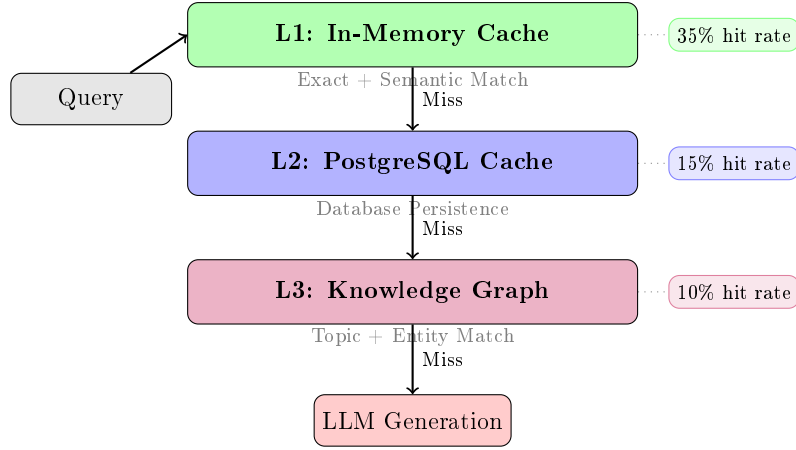 L1: In-Memory Cache
35% hit rate
Exact + Semantic Match
Query
Miss
L2: PostgreSQL Cache
15% hit rate
Database Persistence
Miss
L3: Knowledge Graph
10% hit rate
Topic + Entity Match
Miss
LLM Generation